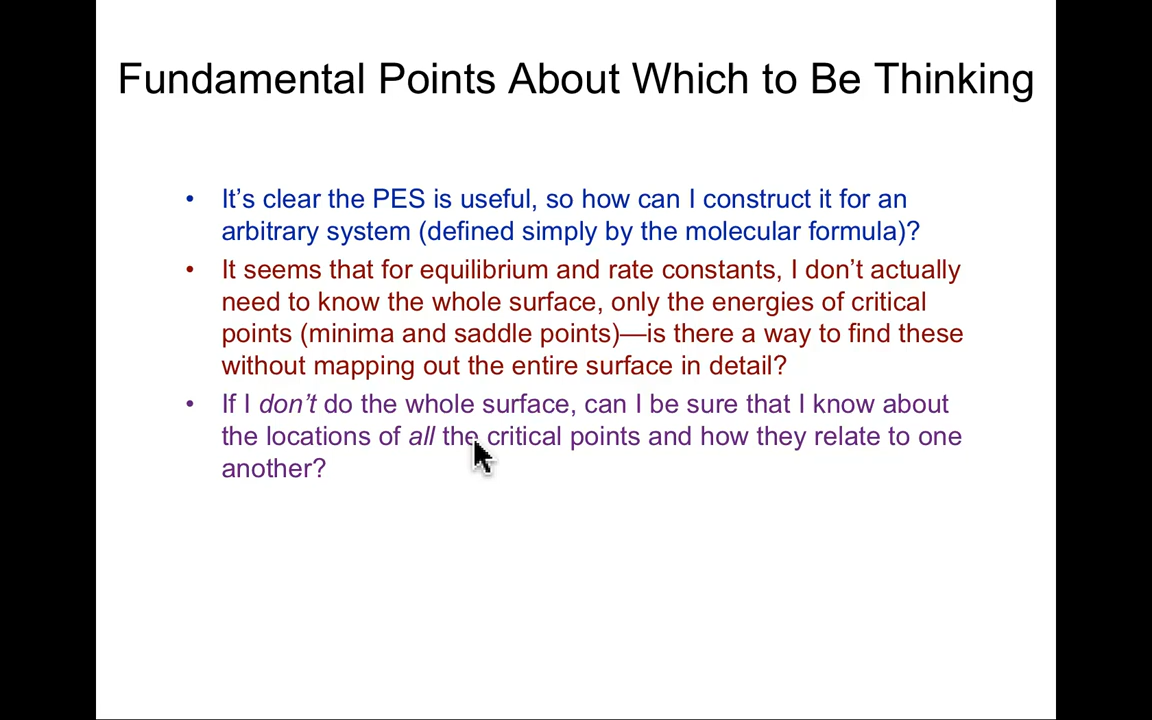 Fundamental Points About Which to Be Thinking
• It’s clear the PES is useful, so how can I construct it for an
arbitrary system (defined simply by the molecular formula)?
• It seems that for equilibrium and rate constants, I don’t actually
need to know the whole surface, only the energies of critical
points (minima and saddle points)—is there a way to find these
without mapping out the entire surface in detail?
• If I don’t do the whole surface, can I be sure that I know about
the locations of all the critical points and how they relate to one
another?